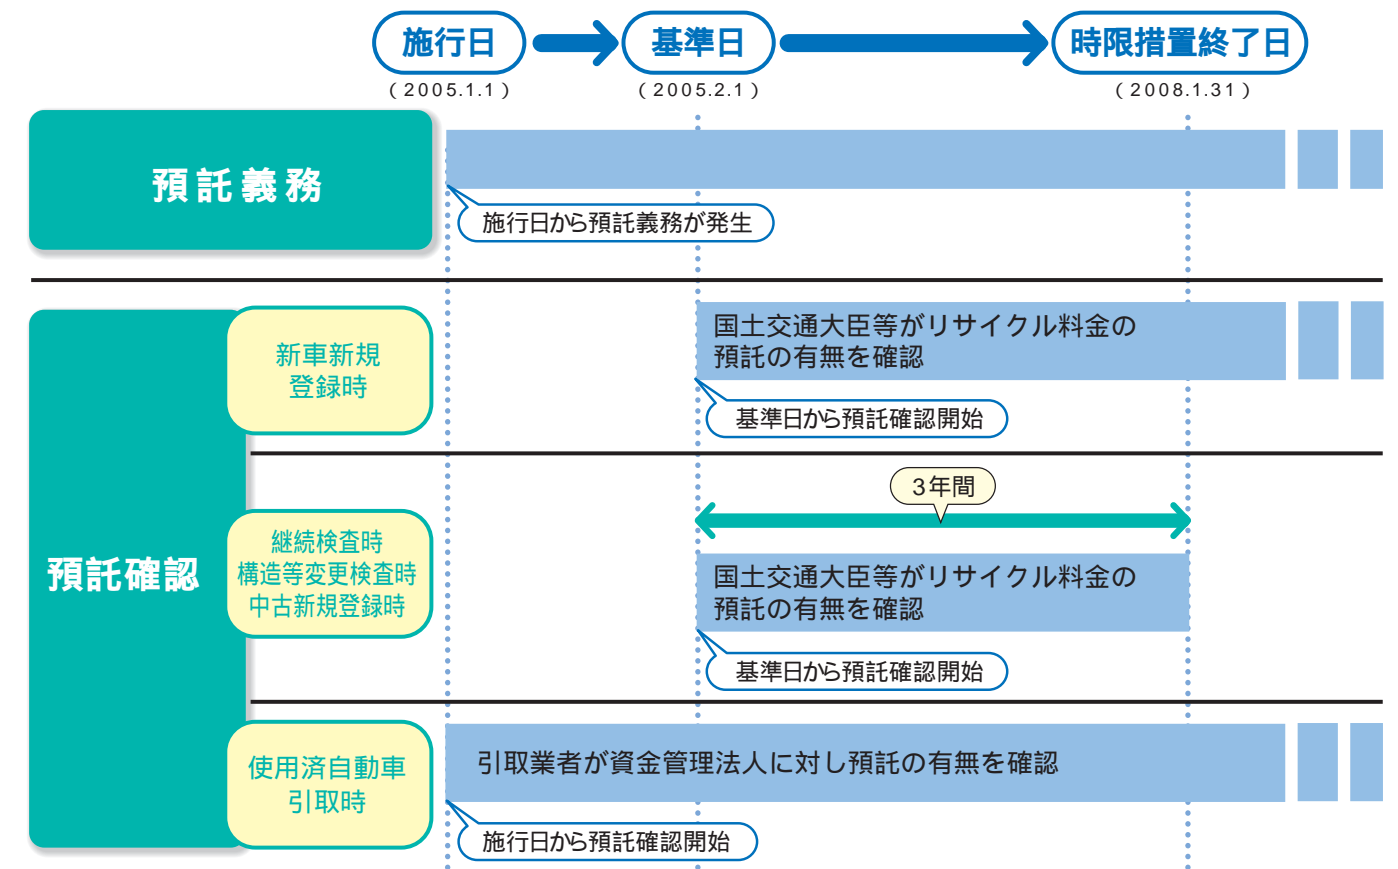 施行日
基準日
時限措置終了日
（2005.1.1）
（2005.2.1）
（2008.1.31）
預託義務
施行日から預託義務が発生
預託確認
新車新規
登録時
国土交通大臣等がリサイクル料金の
預託の有無を確認
基準日から預託確認開始
継続検査時
構造等変更検査時
中古新規登録時
3年間
国土交通大臣等がリサイクル料金の
預託の有無を確認
基準日から預託確認開始
使用済自動車
引取時
引取業者が資金管理法人に対し預託の有無を確認
施行日から預託確認開始